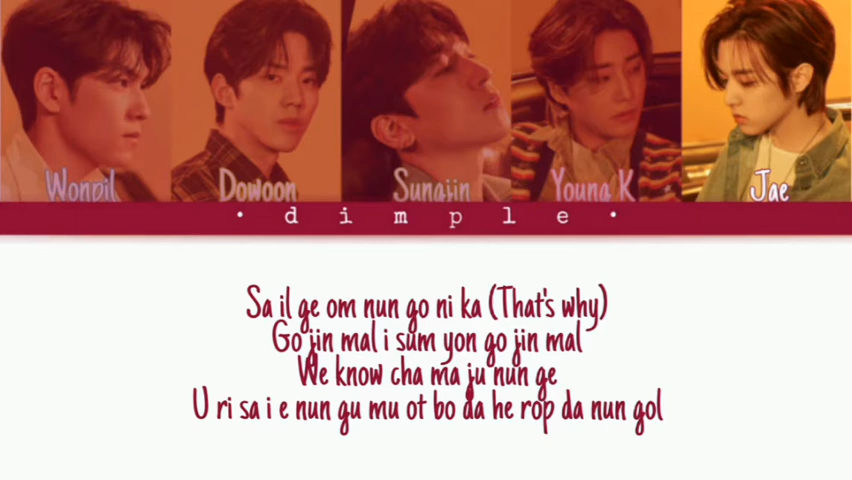 Wonpil Dowoon Sungjin Young K Jae
• dimple •
Sa il ge om nun go ni ka (That's why)
Go jin mal i sum yon go jin mal
We know cha ma ju nun ge
U ri sa i e nun gu mu ot bo da he rop da nun gol